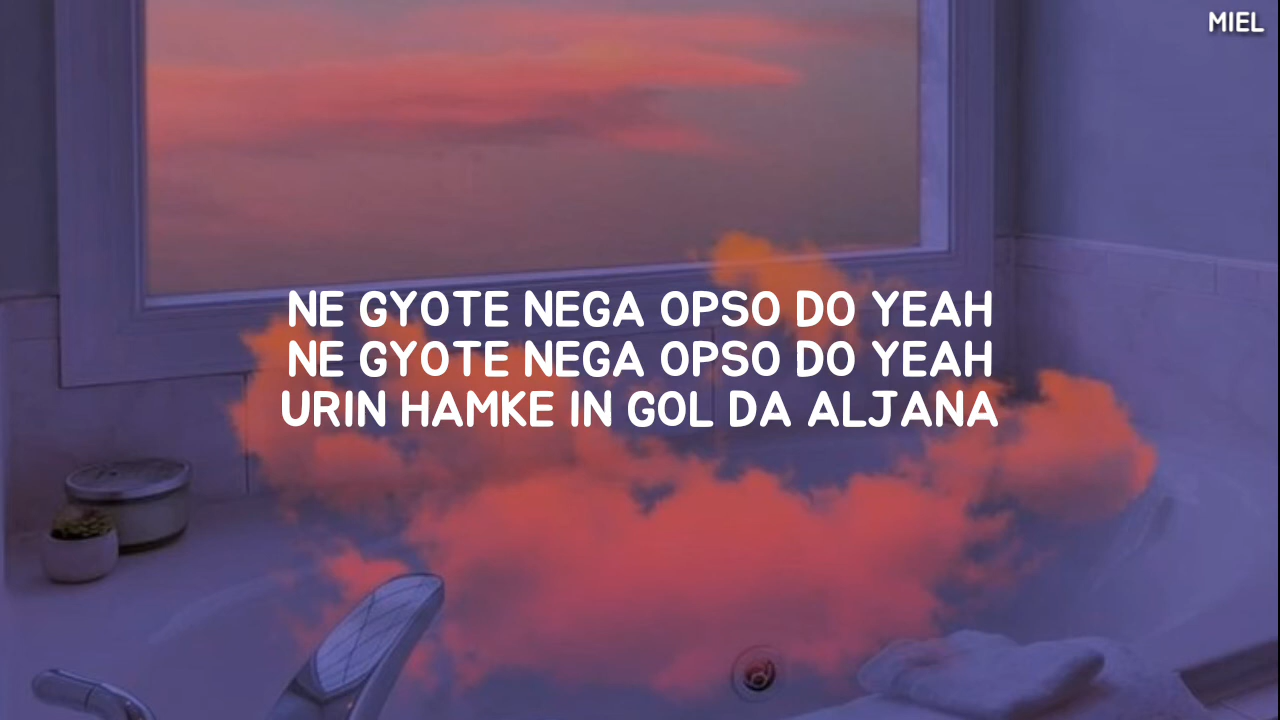 MIEL
NE GYOTE NEGA OPSO DO YEAH
NE GYOTE NEGA OPSO DO YEAH
URIN HAMKE IN GOL DA ALJANA